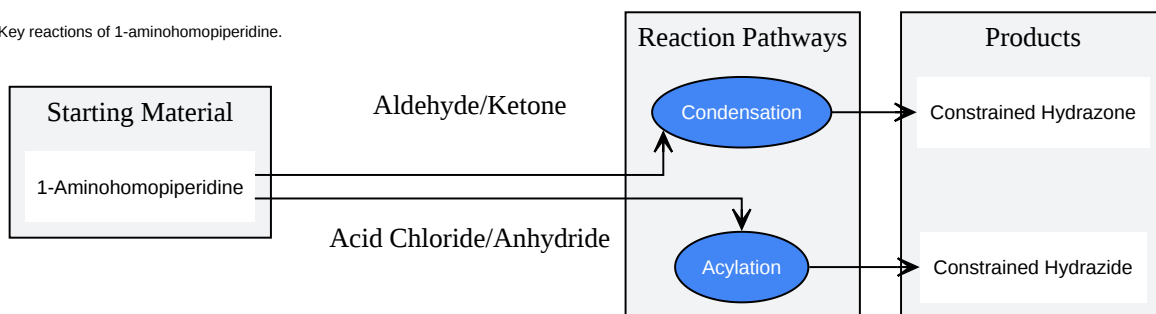 Key reactions of 1-aminohomopiperidine.
Starting Material
1-Aminohomopiperidine
Aldehyde/Ketone
Acid Chloride/Anhydride
Reaction Pathways
Condensation
Acylation
Products
Constrained Hydrazone
Constrained Hydrazide